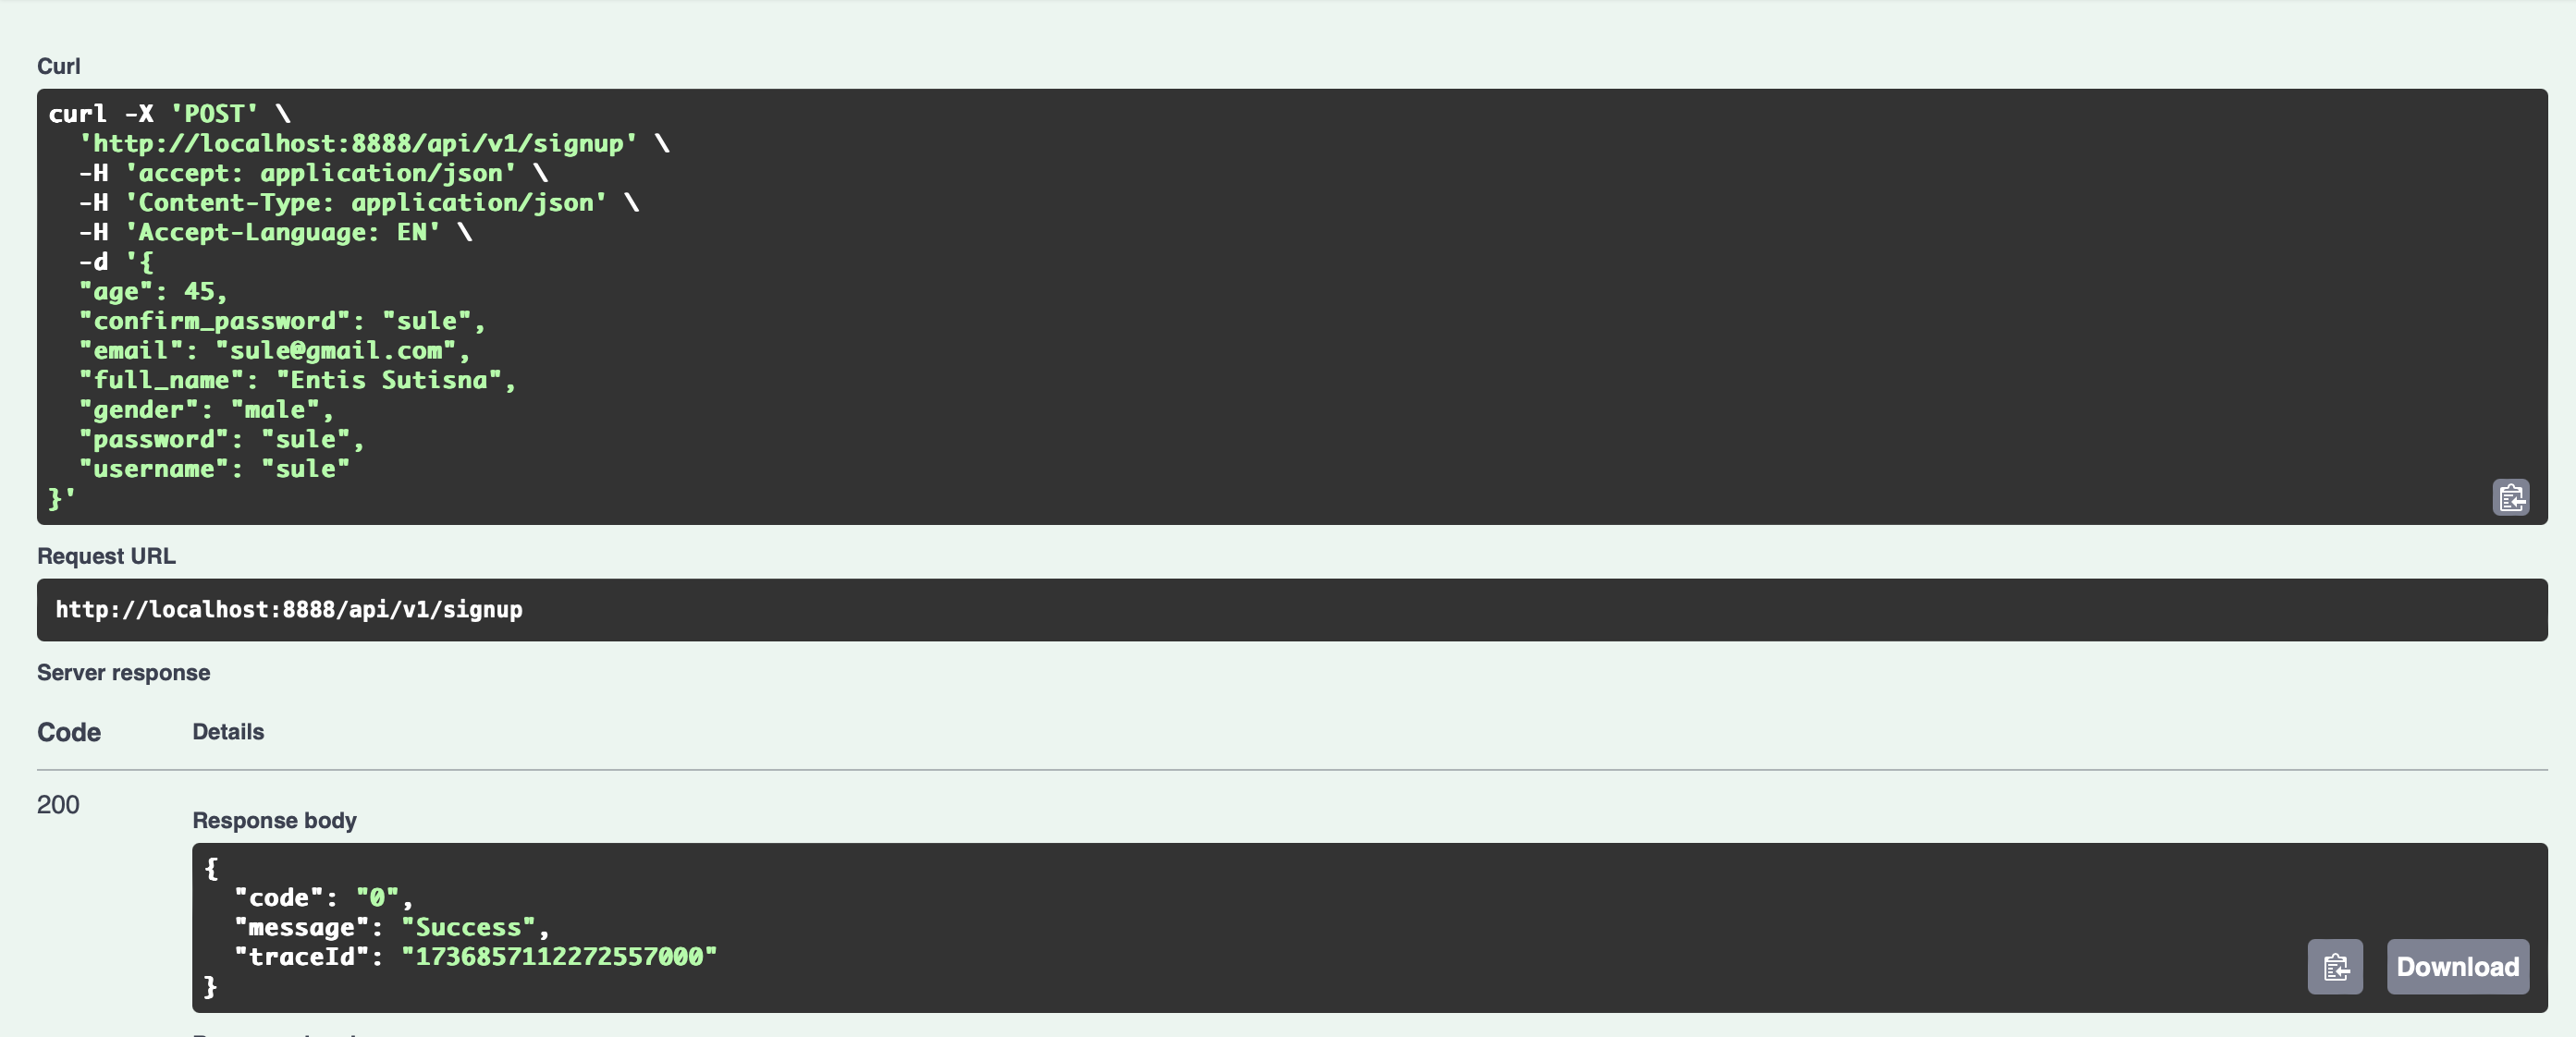 Curl
curl -X 'POST' \
'http://localhost:8888/api/v1/signup' \
-H 'accept: application/json' \
-H 'Content-Type: application/json' \
-H 'Accept-Language: EN' \
-d '{
"age": 45,
"confirm_password": "sule",
"email": "sule@gmail.com",
"full_name": "Entis Sutisna",
"gender": "male",
"password": "sule",
"username": "sule"
}'
Request URL
http://localhost:8888/api/v1/signup
Server response
Code Details
200
Response body
{
"code": "0",
"message": "Success",
"traceId": "1736857112272557000"
}
Download